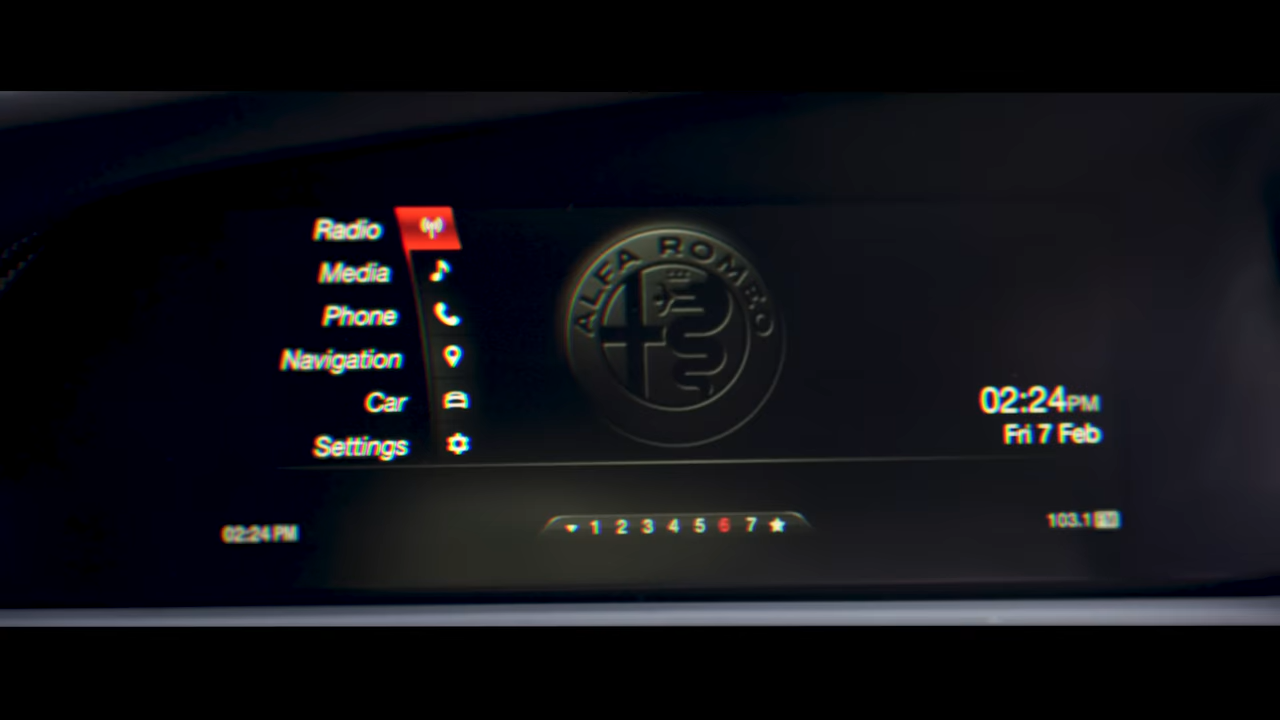 Radio
Media
Phone
Navigation
Car
Settings
ALFA ROMEO
02:24PM
Fri 7 Feb
02:24 PM
1 2 3 4 5 6 7
103.1 FM